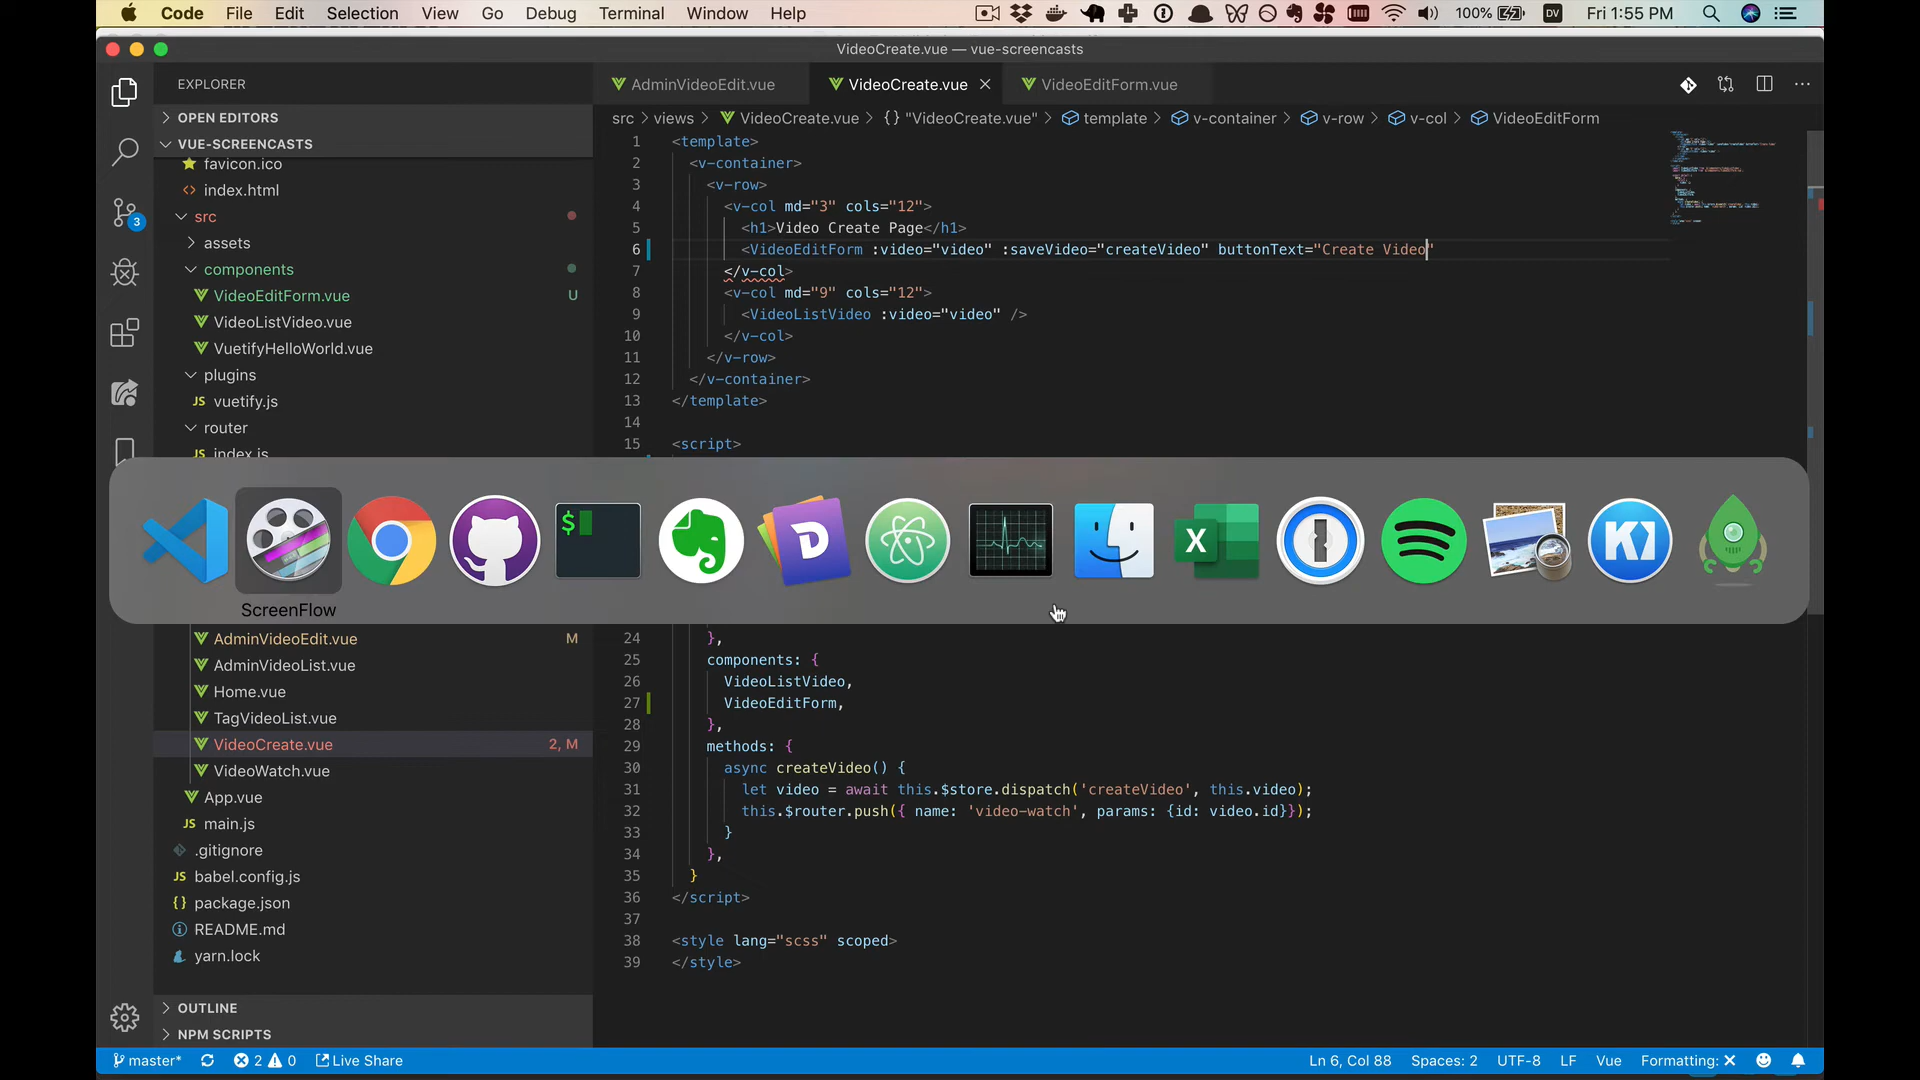 Code File Edit Selection View Go Debug Terminal Window Help
100% DV Fri 1:55 PM
VideoCreate.vue — vue-screencasts
EXPLORER
OPEN EDITORS
VUE-SCREENCASTS
favicon.ico
index.html
src
assets
components
VideoEditForm.vue U
VideoListVideo.vue
VuetifyHelloWorld.vue
plugins
JS vuetify.js
router
JS index.js
AdminVideoEdit.vue M
AdminVideoList.vue
Home.vue
TagVideoList.vue
VideoCreate.vue 2, M
VideoWatch.vue
App.vue
JS main.js
.gitignore
JS babel.config.js
{} package.json
README.md
yarn.lock
OUTLINE
NPM SCRIPTS
3
AdminVideoEdit.vue VideoCreate.vue VideoEditForm.vue
src > views > VideoCreate.vue > {} "VideoCreate.vue" > template > v-container > v-row > v-col > VideoEditForm
1 <template>
2 <v-container>
3 <v-row>
4 <v-col md="3" cols="12">
5 <h1>Video Create Page</h1>
6 <VideoEditForm :video="video" :saveVideo="createVideo" buttonText="Create Video"
7 </v-col>
8 <v-col md="9" cols="12">
9 <VideoListVideo :video="video" />
10 </v-col>
11 </v-row>
12 </v-container>
13 </template>
14
15 <script>
$ D X K
ScreenFlow
24 },
25 components: {
26 VideoListVideo,
27 VideoEditForm,
28 },
29 methods: {
30 async createVideo() {
31 let video = await this.$store.dispatch('createVideo', this.video);
32 this.$router.push({ name: 'video-watch', params: {id: video.id}});
33 }
34 },
35 }
36 </script>
37
38 <style lang="scss" scoped>
39 </style>
master* 2 0 Live Share
Ln 6, Col 88 Spaces: 2 UTF-8 LF Vue Formatting: ✕